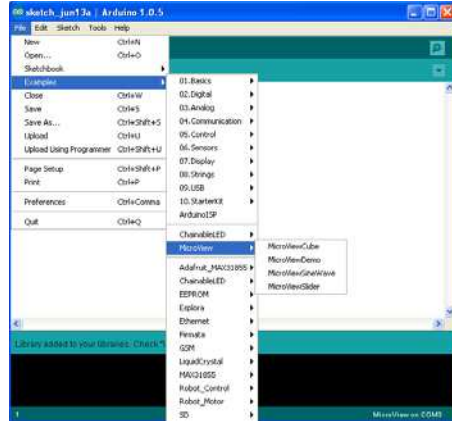 sketch_jun13a | Arduino 1.0.5
File Edit Sketch Tools Help
New Ctrl+N
Open... Ctrl+O
Sketchbook
Examples
Close Ctrl+W
Save Ctrl+S
Save As... Ctrl+Shift+S
Upload Ctrl+U
Upload Using Programmer Ctrl+Shift+U
Page Setup Ctrl+Shift+P
Print Ctrl+P
Preferences Ctrl+Comma
Quit Ctrl+Q
01.Basics
02.Digital
03.Analog
04.Communication
05.Control
06.Sensors
07.Display
08.Strings
09.USB
10.StarterKit
ArduinoISP
ChainableLED
MicroView
Adafruit_MAX31855
ChainableLED
EEPROM
Esplora
Ethernet
Firmata
GSM
LiquidCrystal
MAX31855
Robot_Control
Robot_Motor
SD
MicroViewCube
MicroViewDemo
MicroViewSineWave
MicroViewSlider
Library added to your libraries. Check "
1 MicroView on COM3